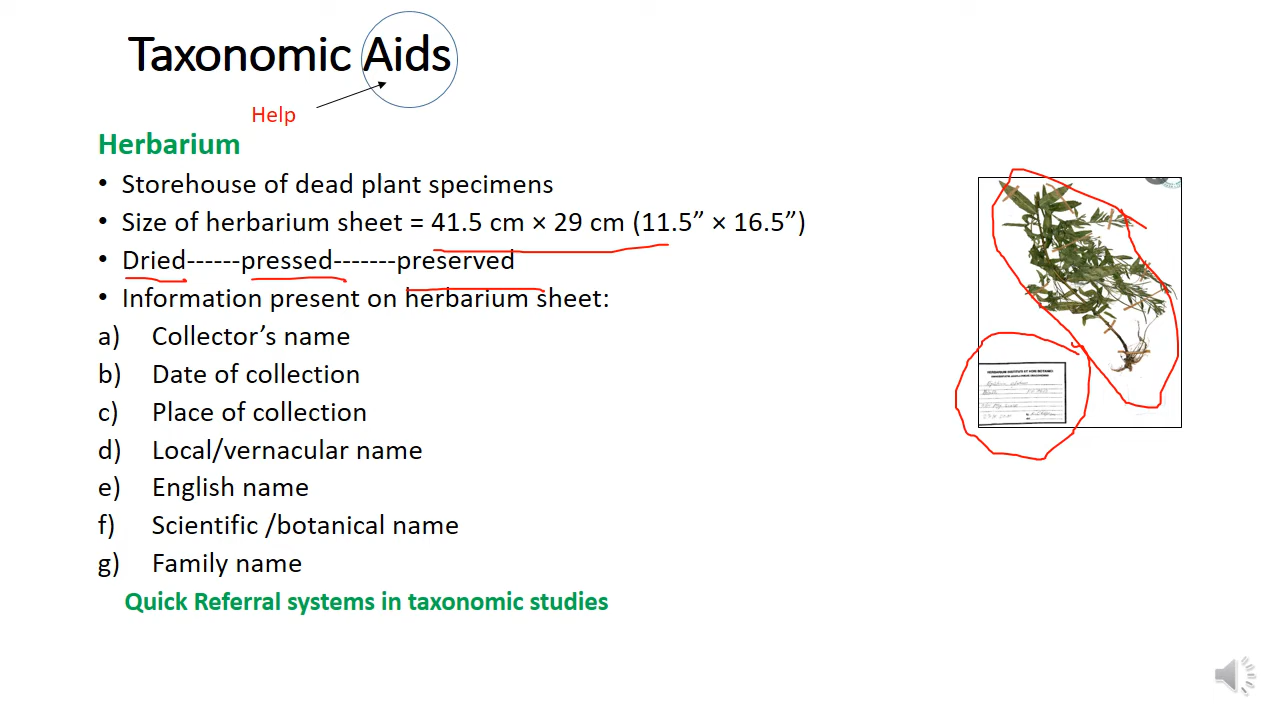 Taxonomic Aids
Help
Herbarium
• Storehouse of dead plant specimens
• Size of herbarium sheet = 41.5 cm × 29 cm (11.5” × 16.5”)
• Dried------pressed-------preserved
• Information present on herbarium sheet:
a) Collector’s name
b) Date of collection
c) Place of collection
d) Local/vernacular name
e) English name
f) Scientific /botanical name
g) Family name
Quick Referral systems in taxonomic studies